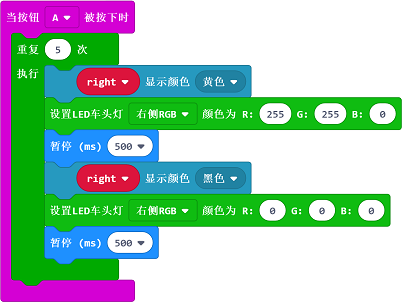 当按钮 A 被按下时
重复 5 次
执行
right 显示颜色 黄色
设置LED车头灯 右侧RGB 颜色为 R: 255 G: 255 B: 0
暂停 (ms) 500
right 显示颜色 黑色
设置LED车头灯 右侧RGB 颜色为 R: 0 G: 0 B: 0
暂停 (ms) 500